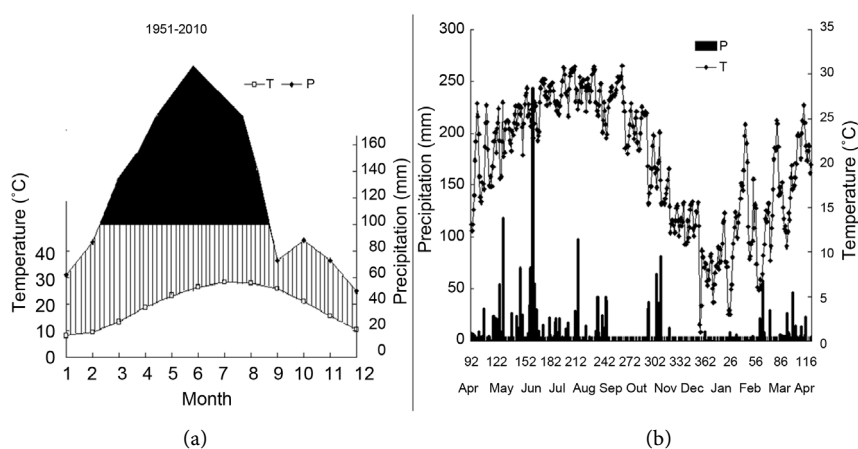 1951-2010
T P
Temperature (˚C)
40
30
20
10
0
160
140
120
100
80
60
40
20
0
Precipitation (mm)
1 2 3 4 5 6 7 8 9 10 11 12
Month
(a)
Precipitation (mm)
300
250
200
150
100
50
0
P
T
35
30
25
20
15
10
5
0
Temperature (˚C)
92 122 152 182 212 242 272 302 332 362 26 56 86 116
Apr May Jun Jul Aug Sep Out Nov Dec Jan Feb Mar Apr
(b)